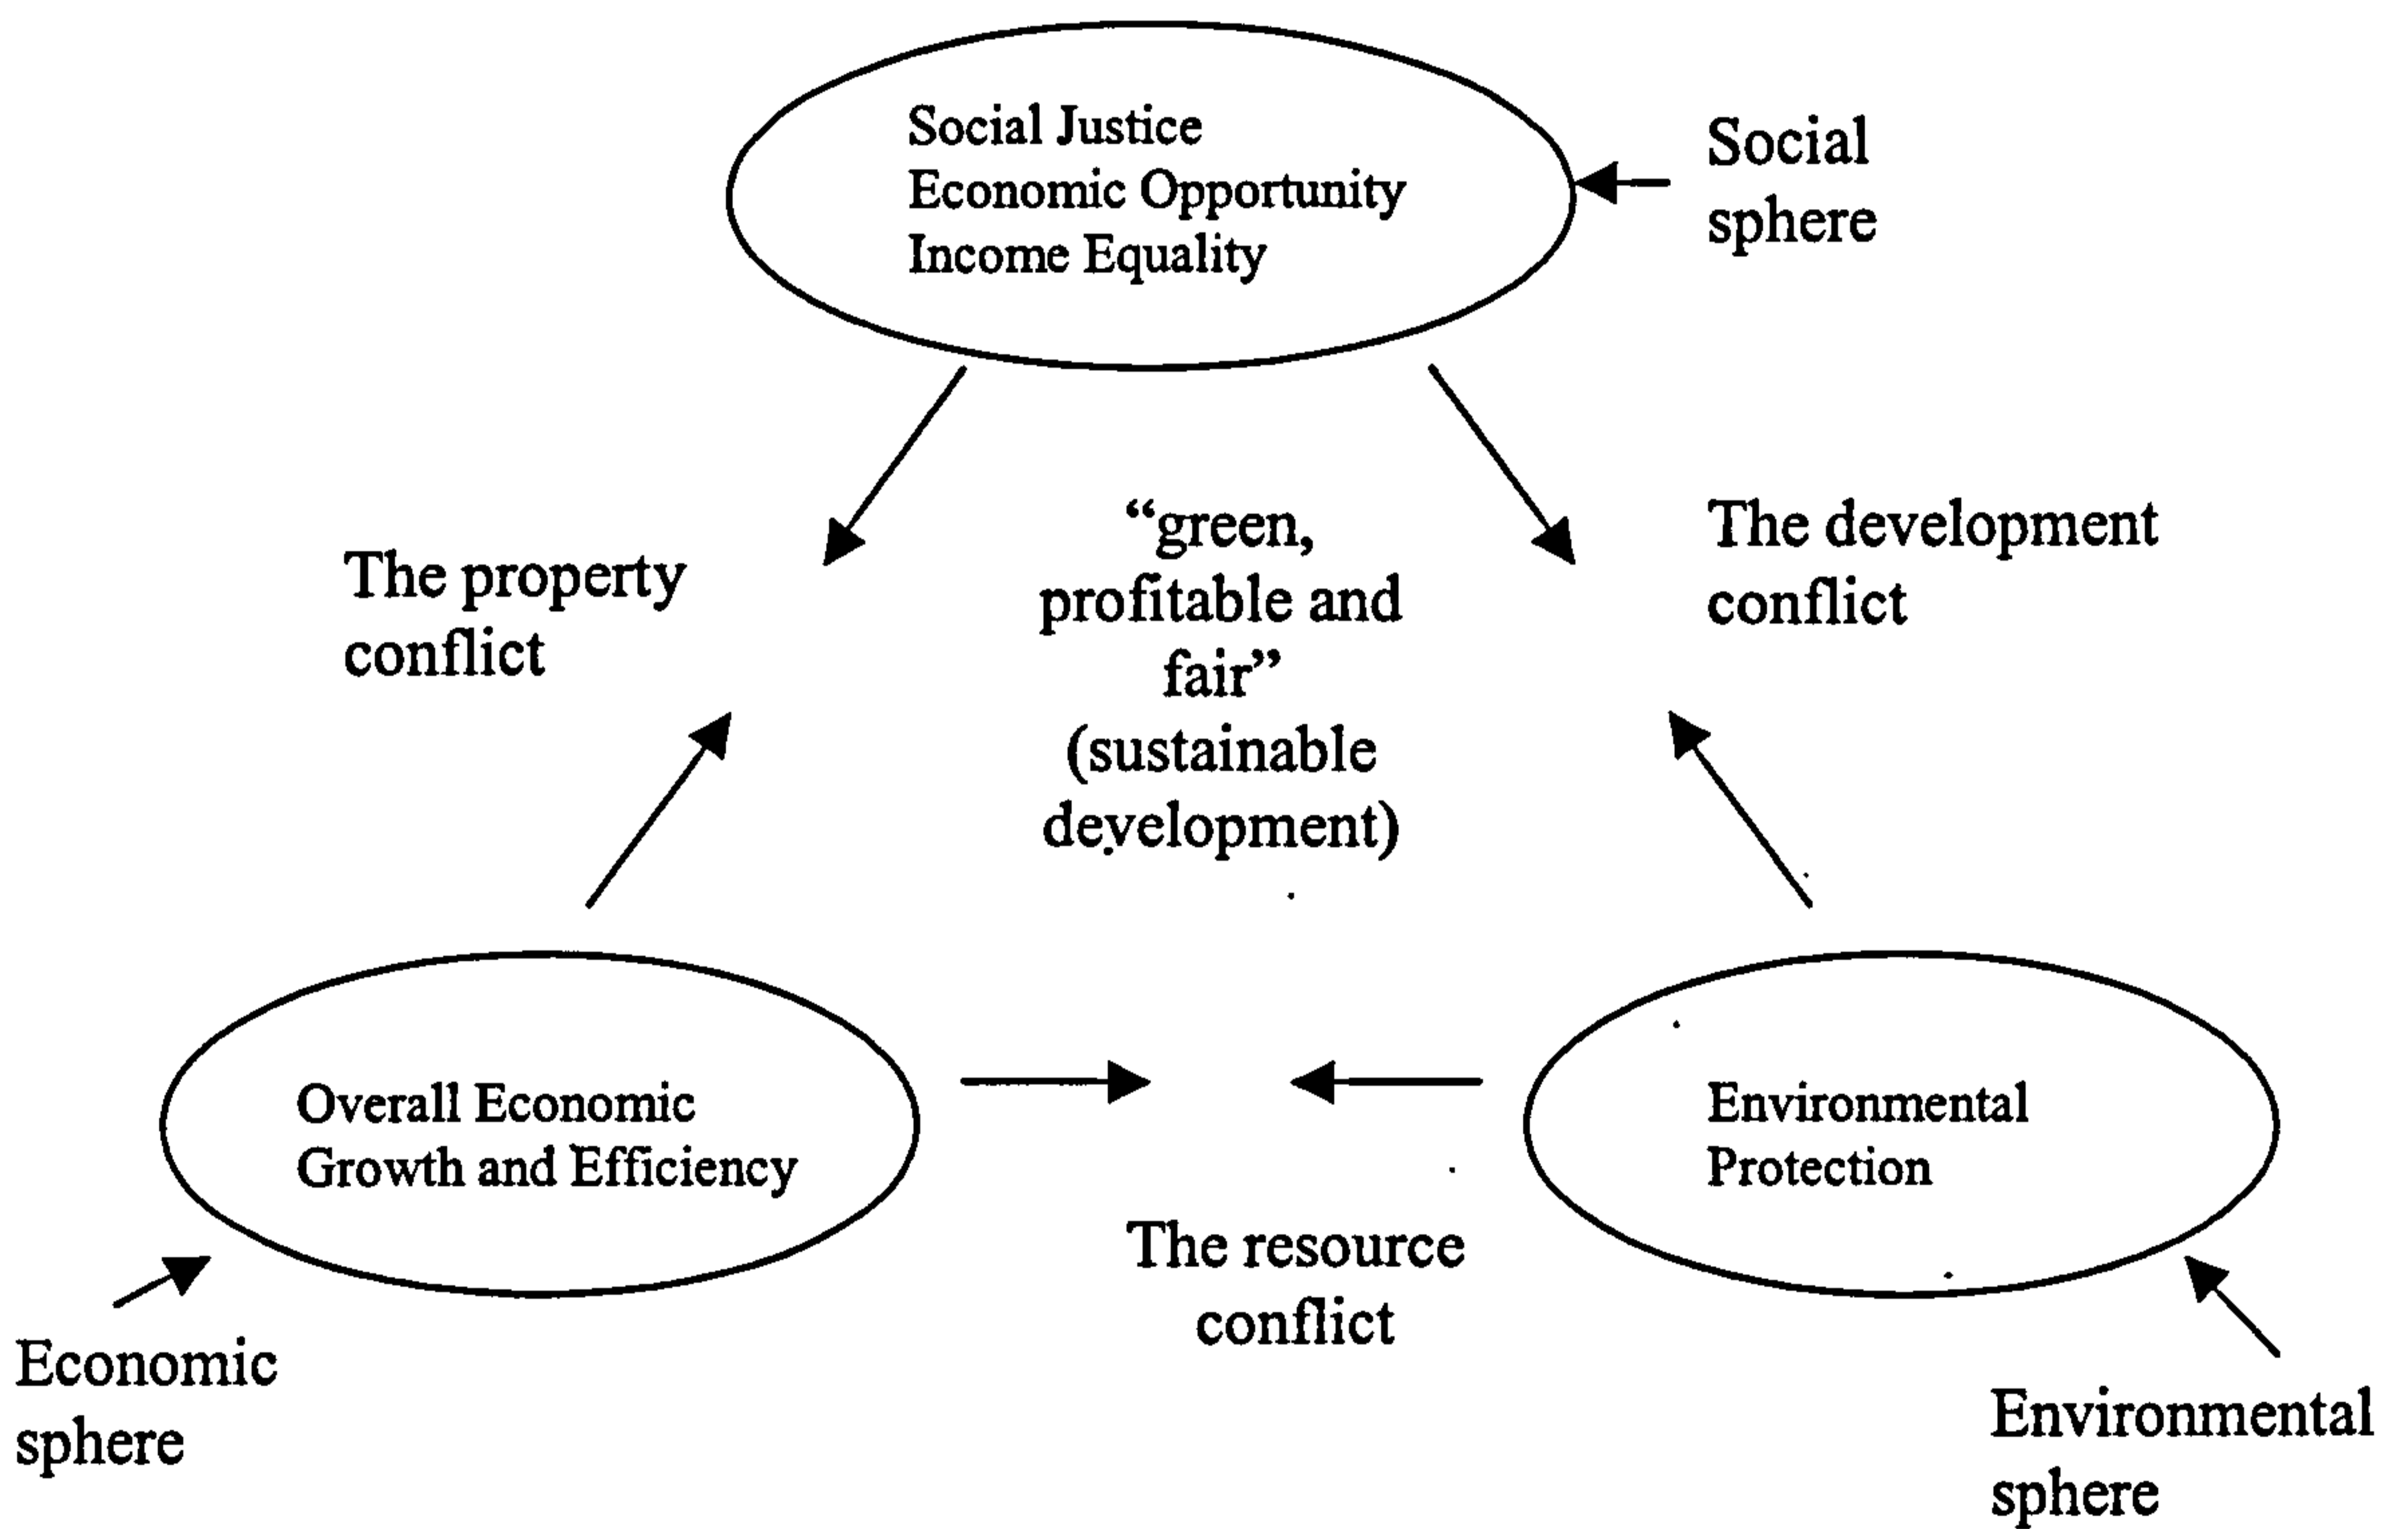 Social Justice
Economic Opportunity
Income Equality
Social
sphere
The property
conflict
“green,
profitable and
fair”
(sustainable
development)
The development
conflict
Overall Economic
Growth and Efficiency
Environmental
Protection
The resource
conflict
Economic
sphere
Environmental
sphere